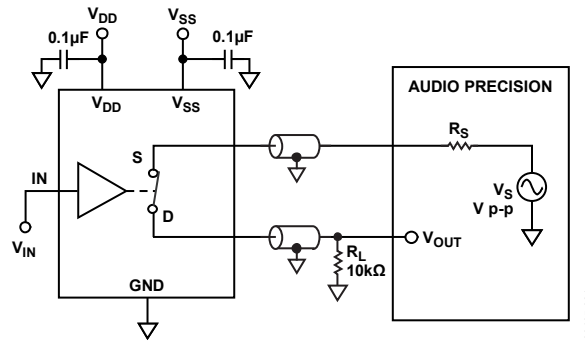 VDD
VSS
0.1µF
0.1µF
VDD
VSS
AUDIO PRECISION
RS
S
IN
VS
V p-p
D
VIN
VOUT
RL
10kΩ
GND